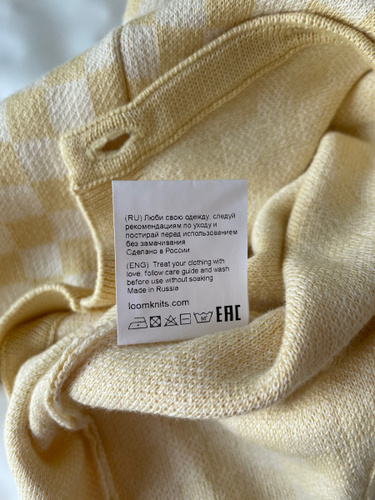 (RU) Люби свою одежду, следуй
рекомендациям по уходу и
постирай перед использованием
без замачивания
Сделано в России
(ENG) Treat your clothing with
love, follow care guide and wash
before use without soaking
Made in Russia
loomknits.com
EAC